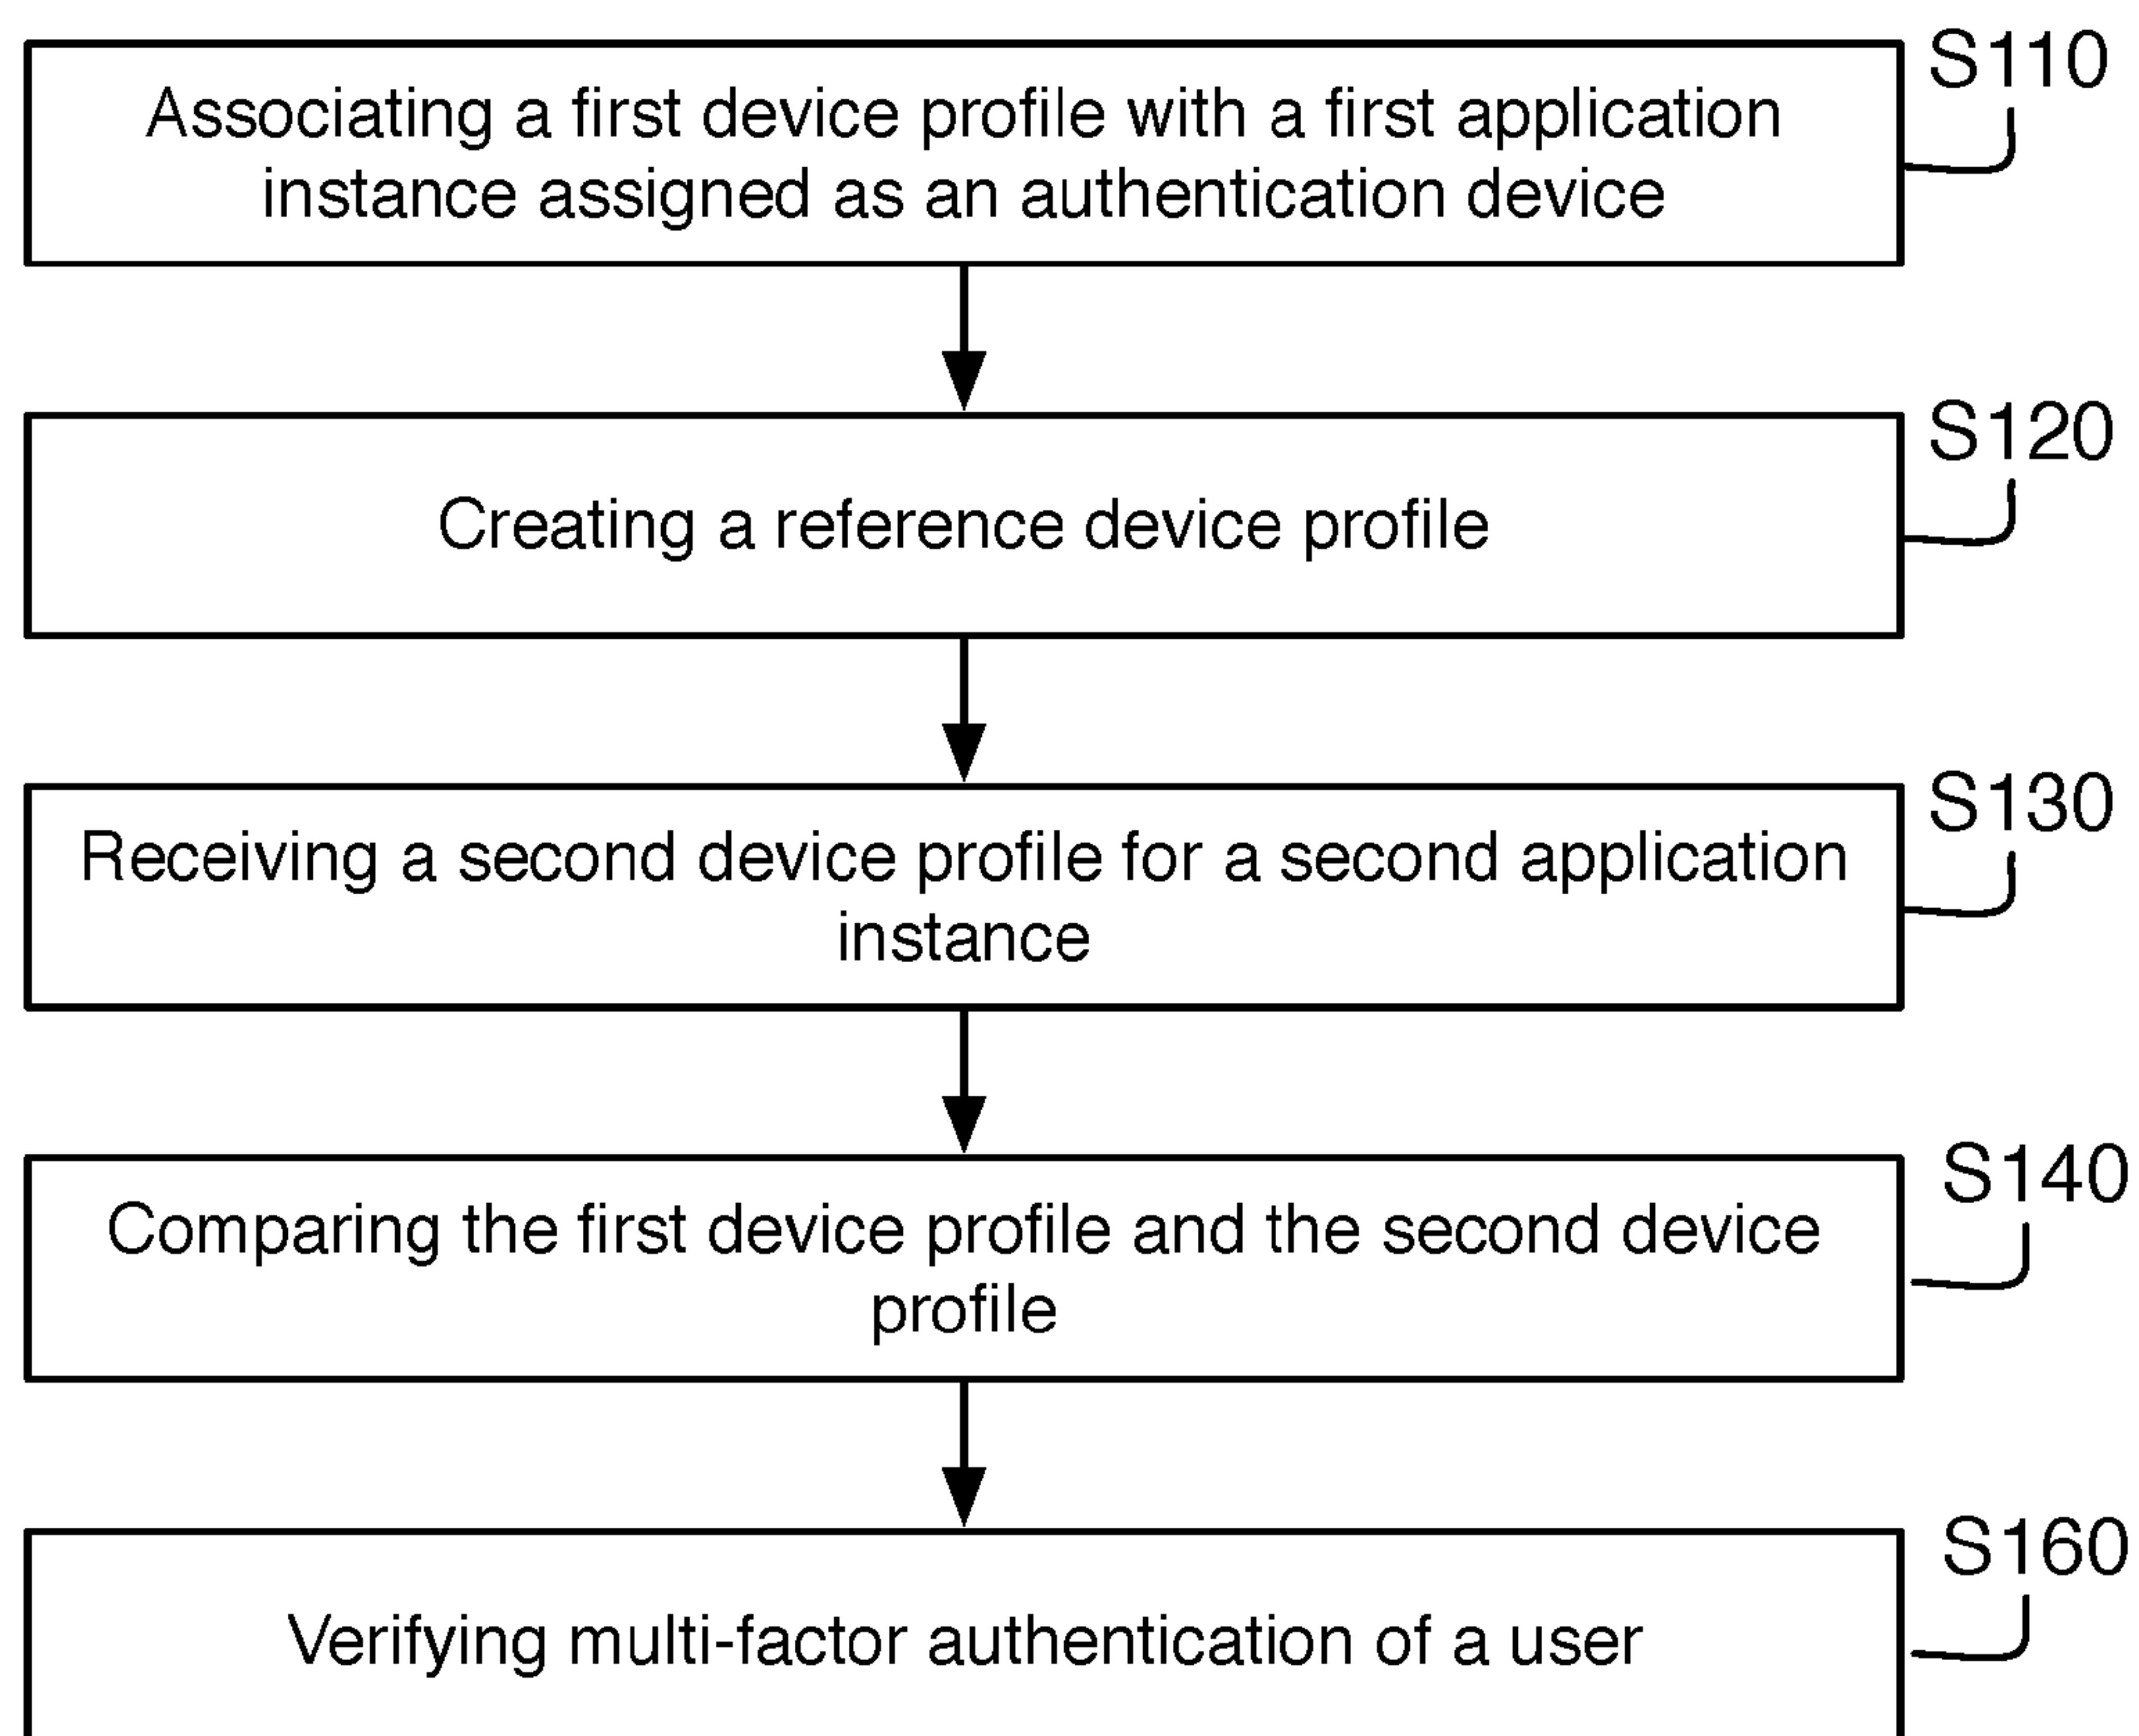 S110
Associating a first device profile with a first application
instance assigned as an authentication device
S120
Creating a reference device profile
S130
Receiving a second device profile for a second application
instance
S140
Comparing the first device profile and the second device
profile
S160
Verifying multi-factor authentication of a user